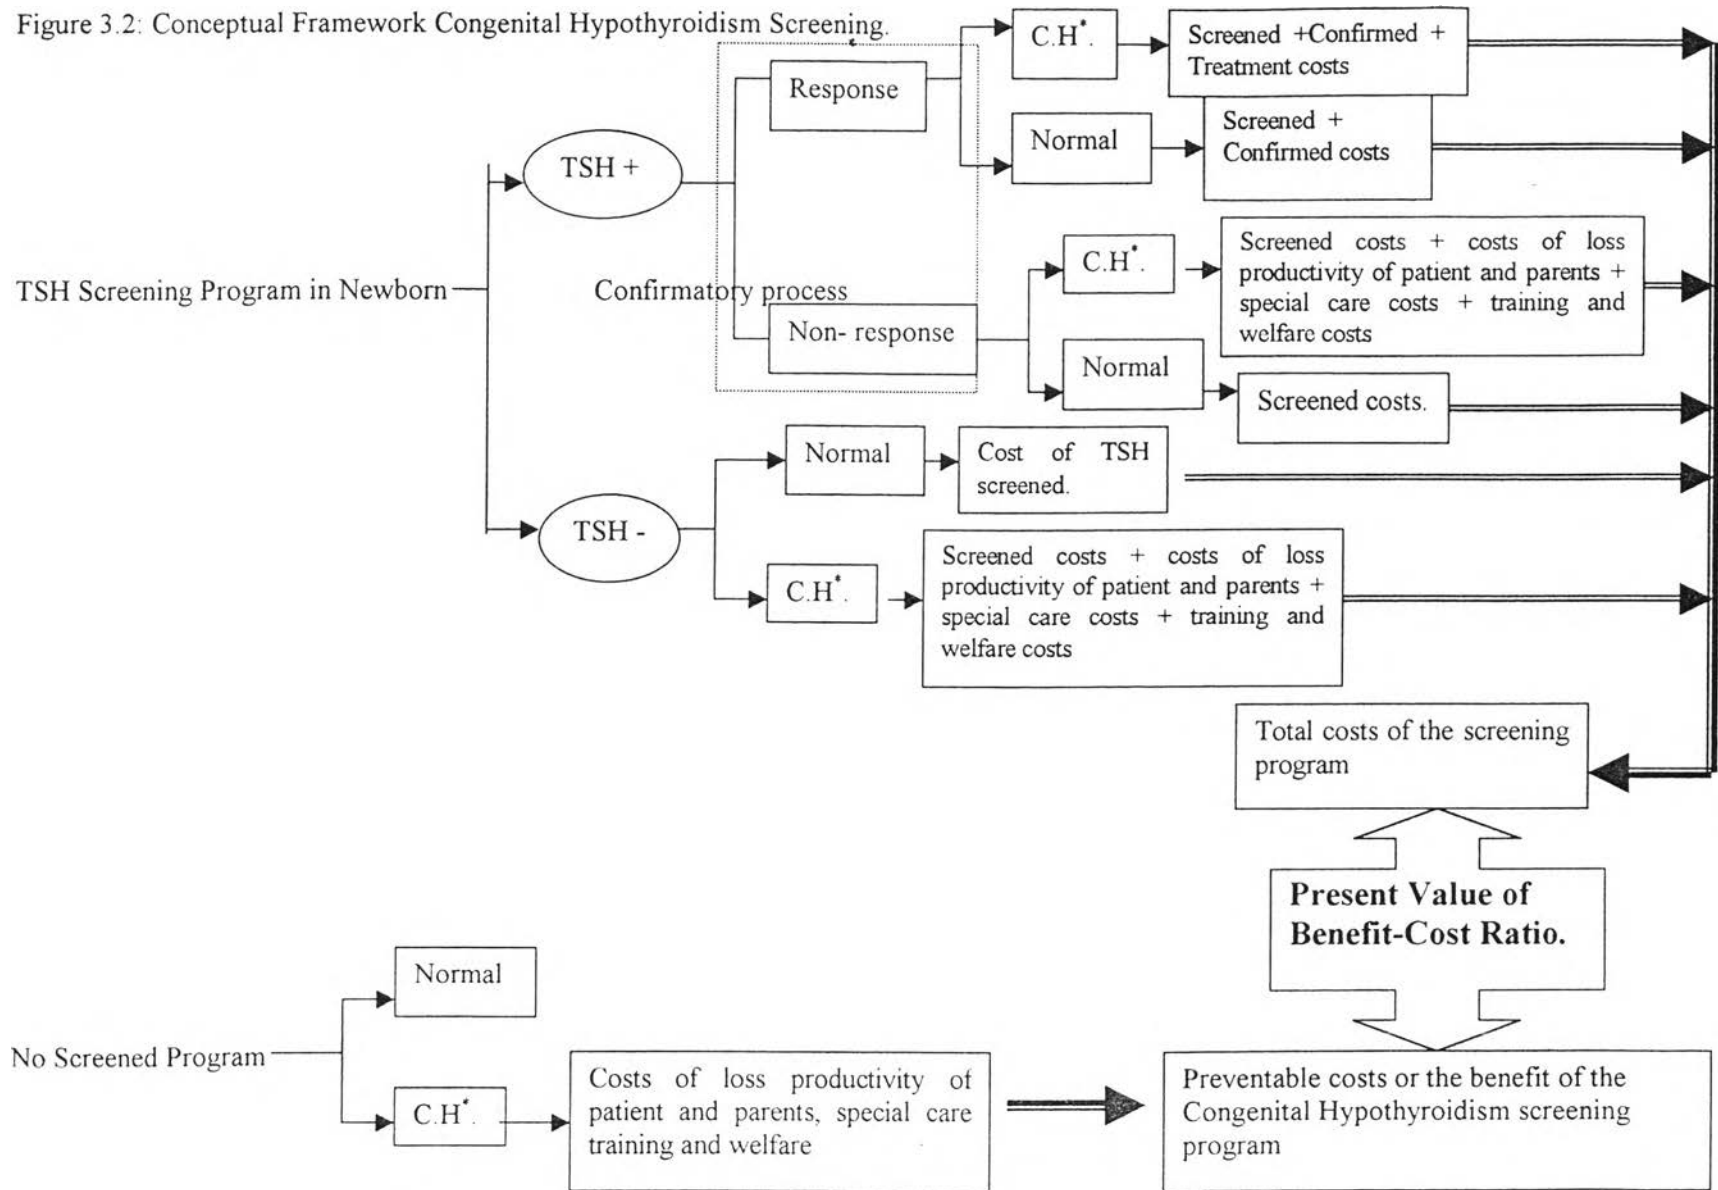 Figure 3.2: Conceptual Framework Congenital Hypothyroidism Screening.
C.H*.
Screened +Confirmed +
Treatment costs
Response
Normal
Screened +
Confirmed costs
TSH +
TSH Screening Program in Newborn
Confirmatory process
C.H*.
Screened costs + costs of loss
productivity of patient and parents +
special care costs + training and
welfare costs
Non- response
Normal
Screened costs.
Normal
Cost of TSH
screened.
TSH -
C.H*.
Screened costs + costs of loss
productivity of patient and parents +
special care costs + training and
welfare costs
Total costs of the screening
program
Present Value of
Benefit-Cost Ratio.
Normal
No Screened Program
C.H*.
Costs of loss productivity of
patient and parents, special care
training and welfare
Preventable costs or the benefit of the
Congenital Hypothyroidism screening
program